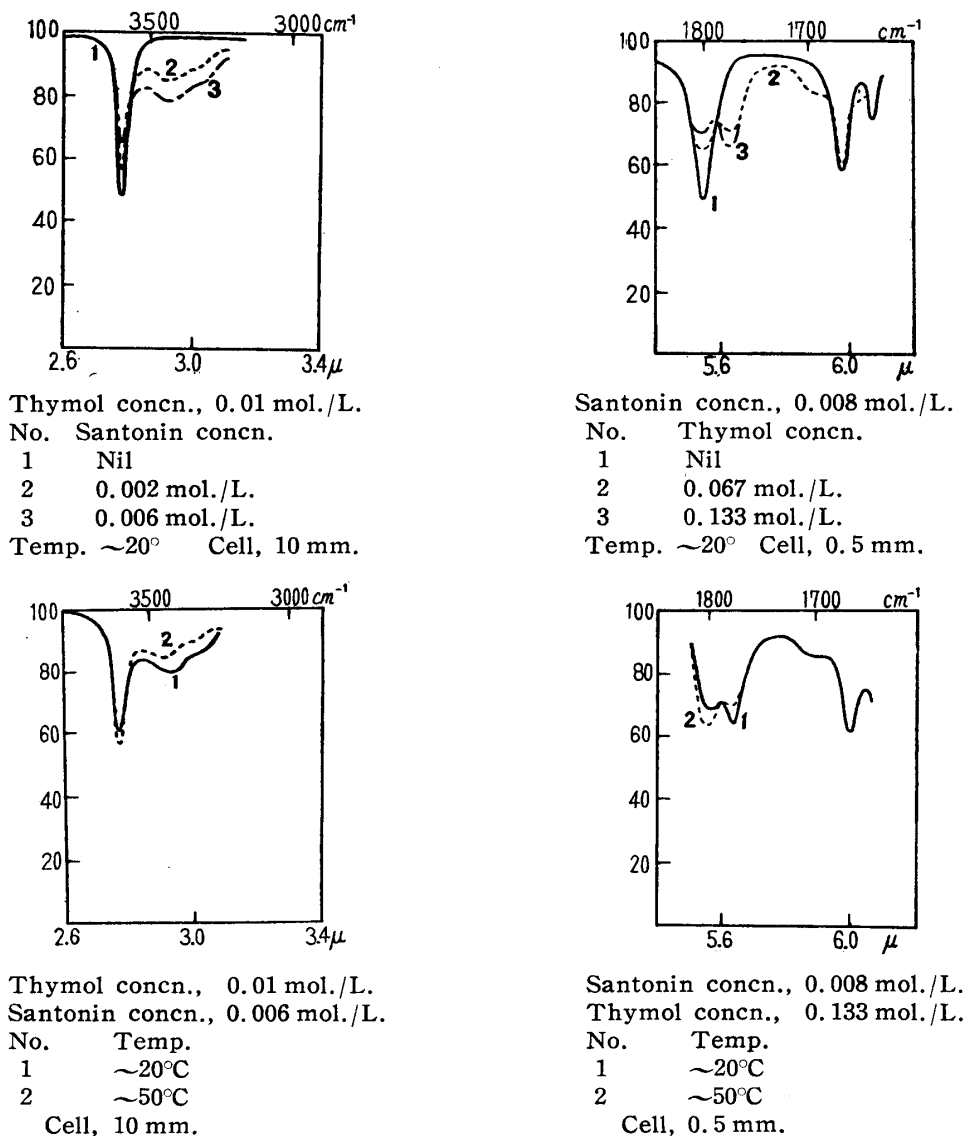 3500 3000 cm⁻¹
100
80
60
40
20
1
2
3
2.6 3.0 3.4 μ
Thymol concn., 0.01 mol./L.
No. Santonin concn.
1 Nil
2 0.002 mol./L.
3 0.006 mol./L.
Temp. ~20° Cell, 10 mm.
1800 1700 cm⁻¹
100
80
60
40
20
2
3
1
5.6 6.0 μ
Santonin concn., 0.008 mol./L.
No. Thymol concn.
1 Nil
2 0.067 mol./L.
3 0.133 mol./L.
Temp. ~20° Cell, 0.5 mm.
3500 3000 cm⁻¹
100
80
60
40
20
2
1
2.6 3.0 3.4 μ
Thymol concn., 0.01 mol./L.
Santonin concn., 0.006 mol./L.
No. Temp.
1 ~20°C
2 ~50°C
Cell, 10 mm.
1800 1700 cm⁻¹
100
80
60
40
20
2
1
5.6 6.0 μ
Santonin concn., 0.008 mol./L.
Thymol concn., 0.133 mol./L.
No. Temp.
1 ~20°C
2 ~50°C
Cell, 0.5 mm.